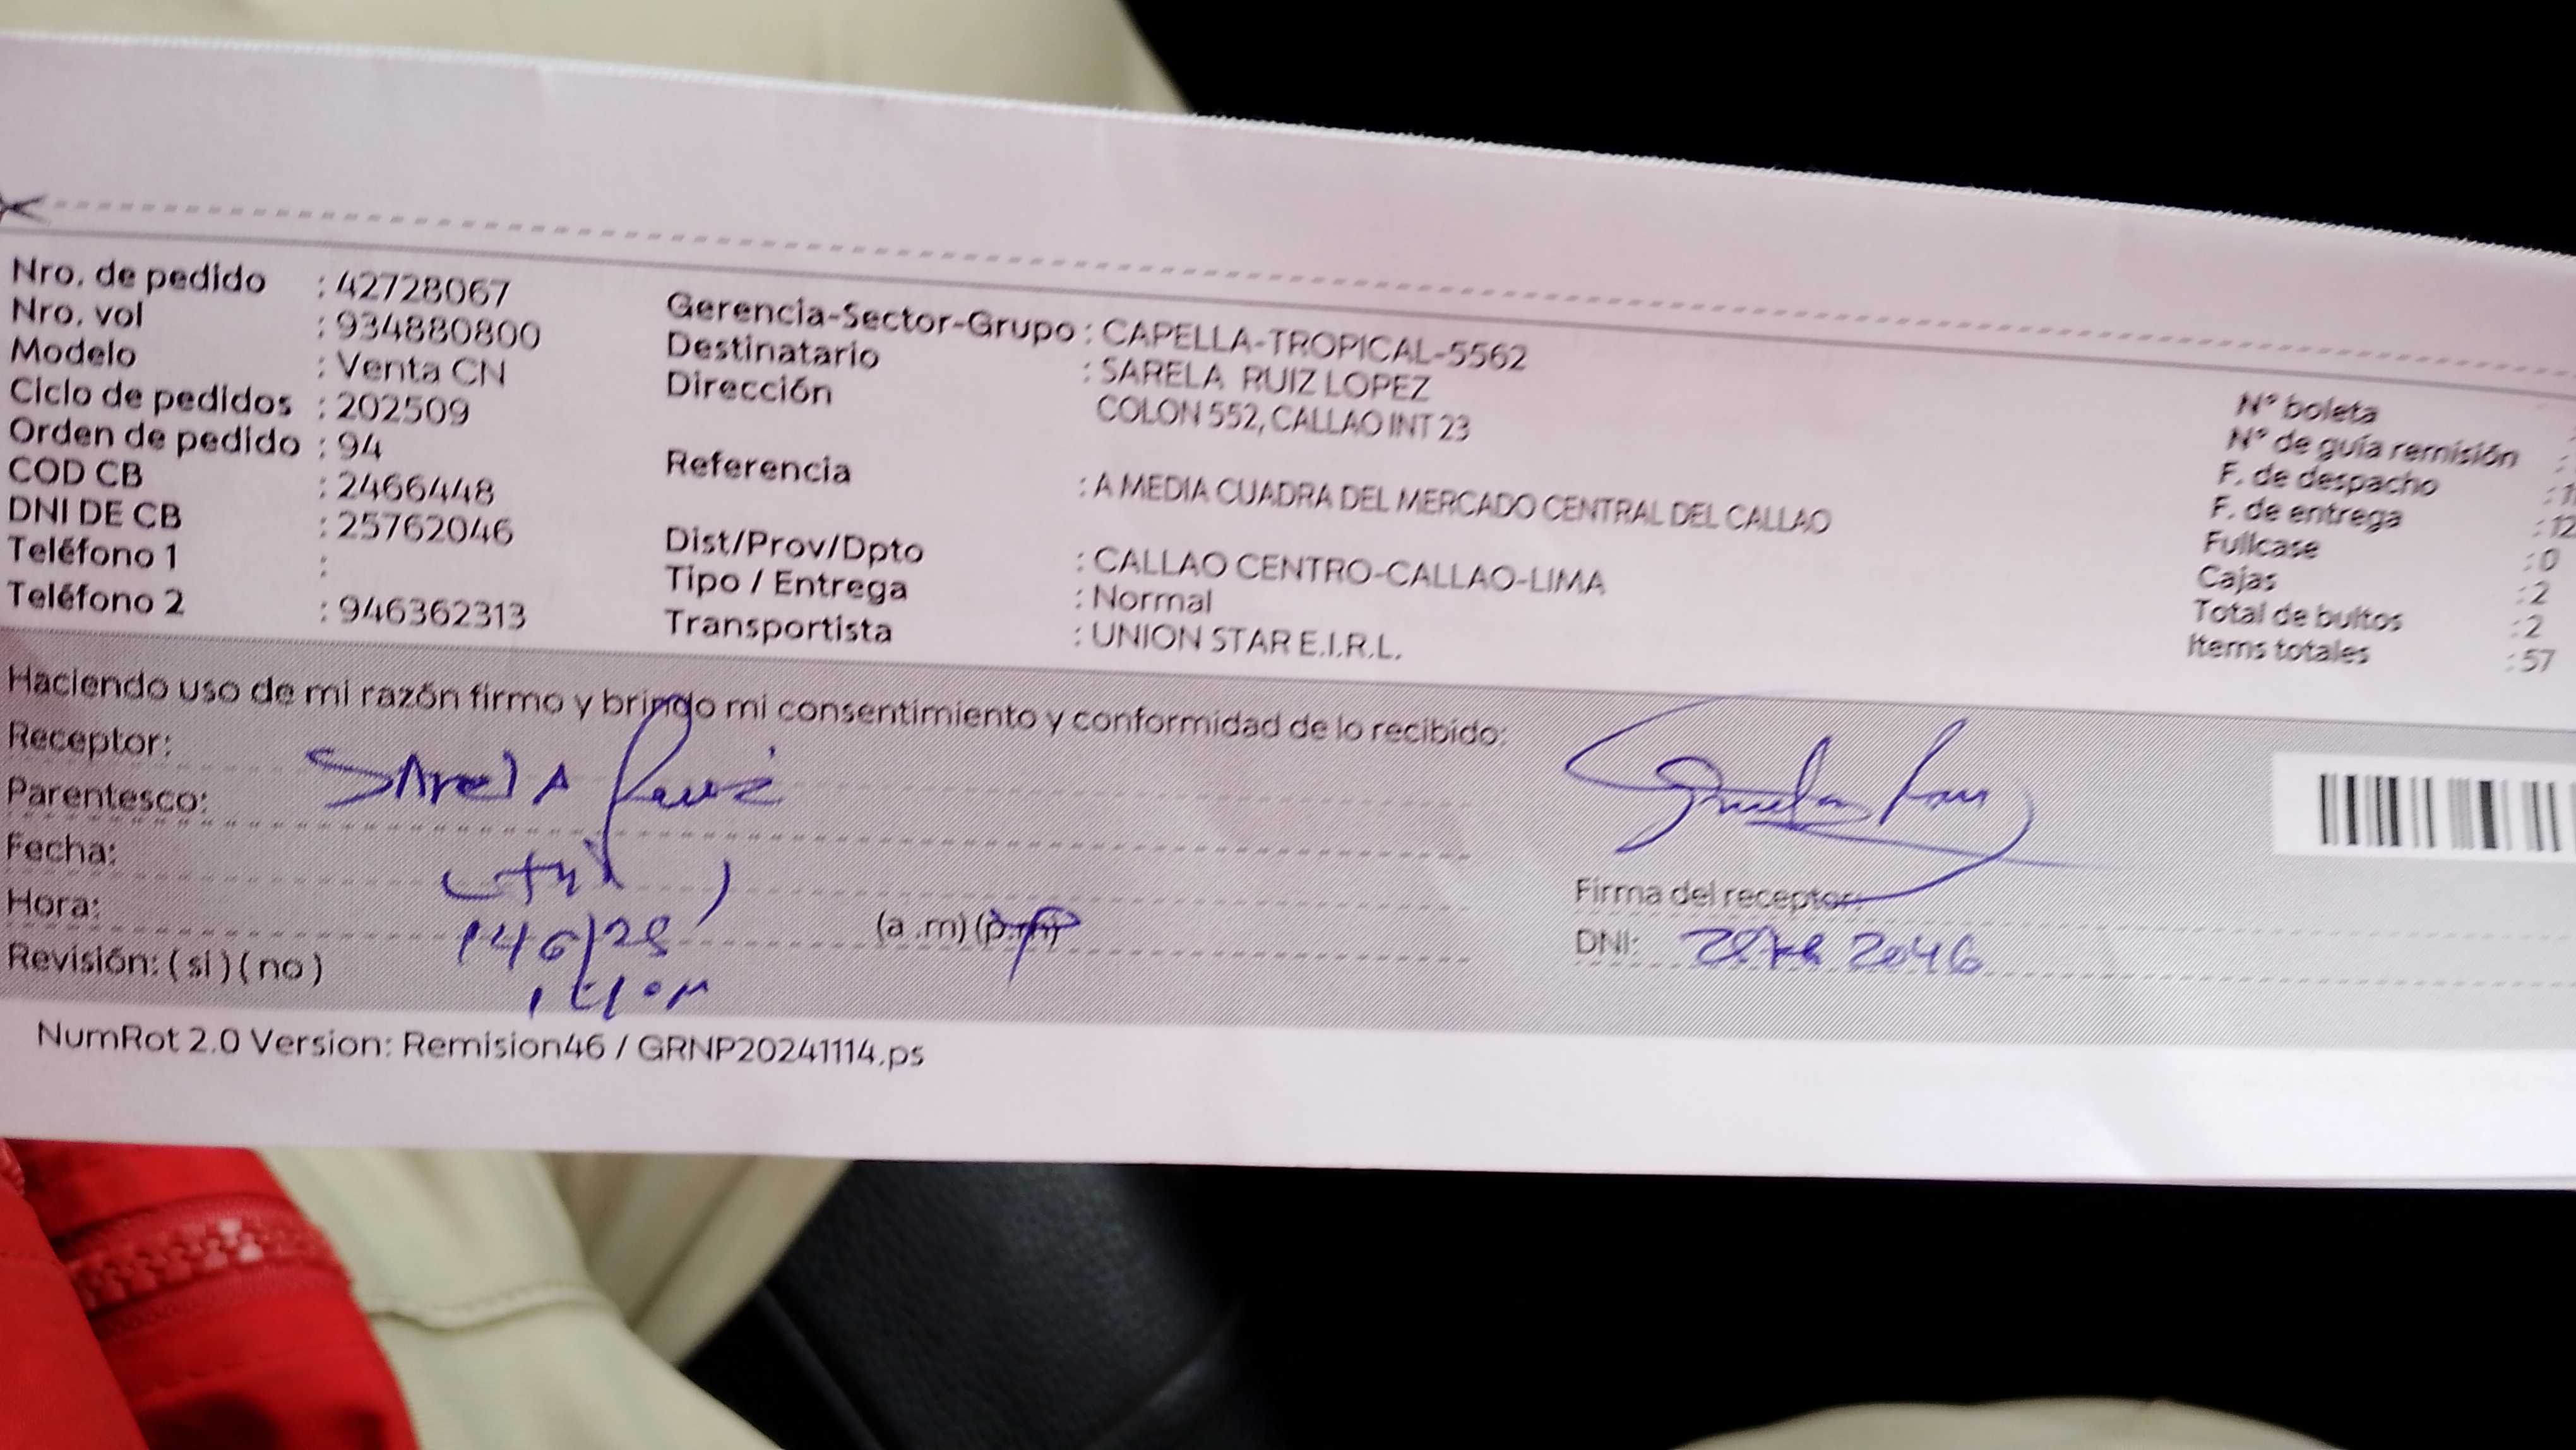 Nro. de pedido : 42728067
Nro. vol : 934880800
Modelo : Venta CN
Ciclo de pedidos : 202509
Orden de pedido : 94
COD CB : 2466448
DNI DE CB : 25762046
Teléfono 1 :
Teléfono 2 : 946362313
Gerencia-Sector-Grupo : CAPELLA-TROPICAL-5562
Destinatario : SARELA RUIZ LOPEZ
Dirección COLON 552, CALLAO INT 23
Referencia : A MEDIA CUADRA DEL MERCADO CENTRAL DEL CALLAO
Dist/Prov/Dpto : CALLAO CENTRO-CALLAO-LIMA
Tipo / Entrega : Normal
Transportista : UNION STAR E.I.R.L.
N° boleta
N° de guía remisión :
F. de despacho
F. de entrega : 12
Fullcase : 0
Cajas : 2
Total de bultos : 2
Items totales : 57
Haciendo uso de mi razón firmo y brindo mi consentimiento y conformidad de lo recibido:
Receptor: SArelA Ruiz
Parentesco:
Fecha:
Hora: (a .m) (p.m)
Revisión: ( si ) ( no )
Firma del receptor:
DNI: 2046
NumRot 2.0 Version: Remision46 / GRNP20241114.ps